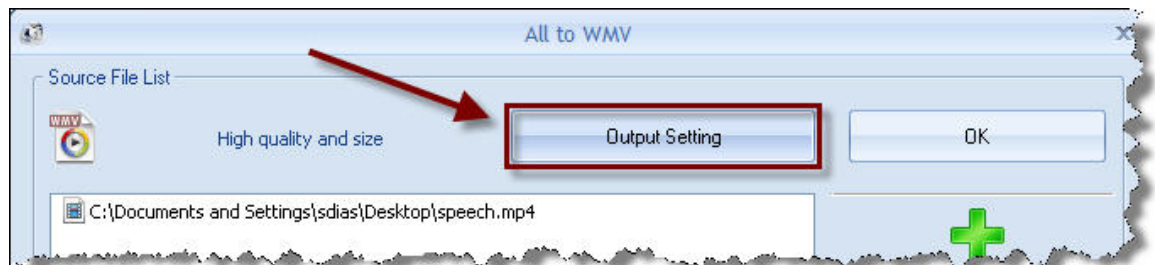 All to WMV
Source File List
WMV
High quality and size
Output Setting
OK
C:\Documents and Settings\sdias\Desktop\speech.mp4